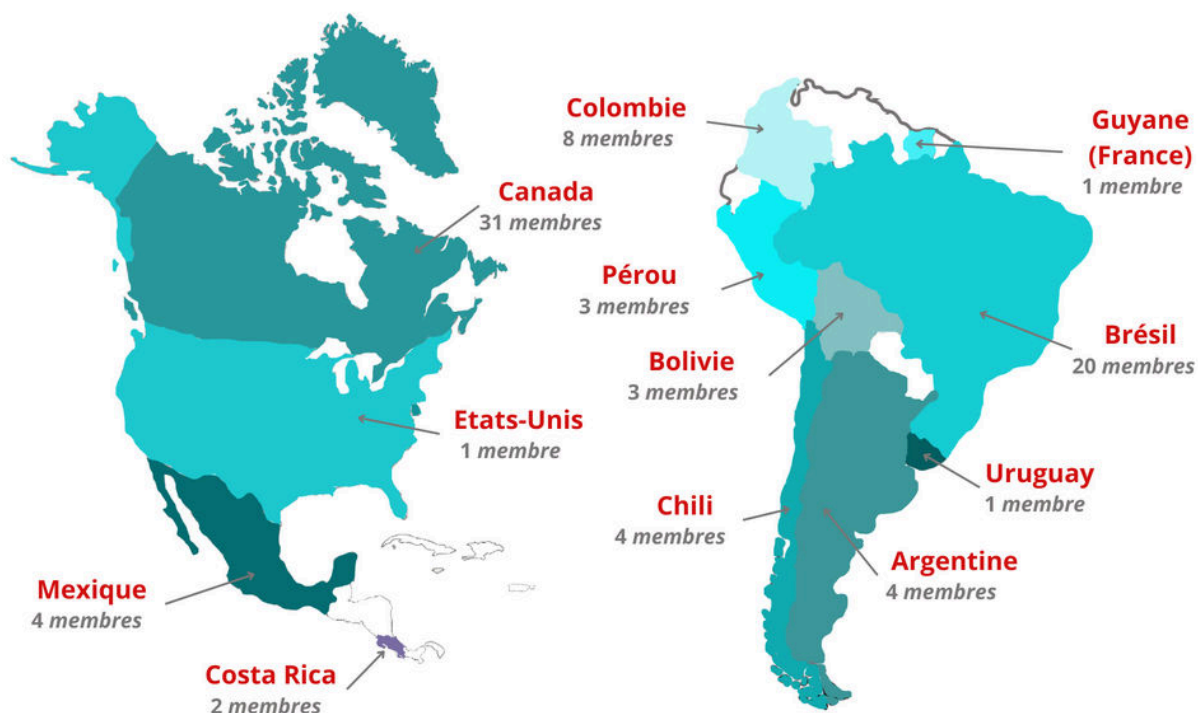 Canada
31 membres
Etats-Unis
1 membre
Mexique
4 membres
Costa Rica
2 membres
Colombie
8 membres
Guyane
(France)
1 membre
Pérou
3 membres
Brésil
20 membres
Bolivie
3 membres
Uruguay
1 membre
Chili
4 membres
Argentine
4 membres